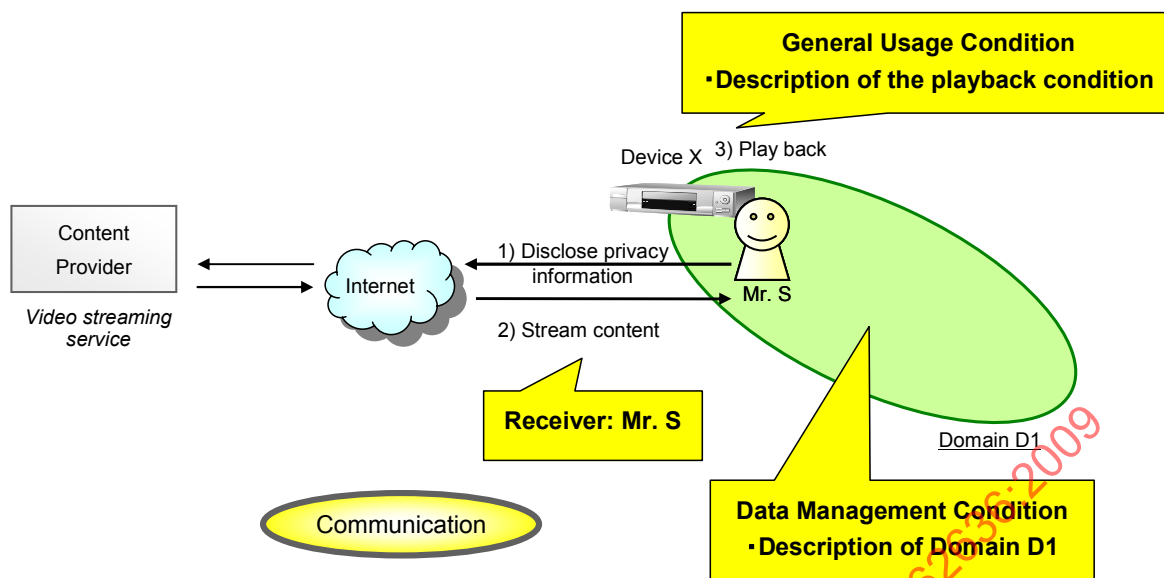 General Usage Condition
・Description of the playback condition
Device X
3) Play back
Content
Provider
Video streaming
service
Internet
1) Disclose privacy
information
Mr. S
2) Stream content
Receiver: Mr. S
Domain D1
Communication
Data Management Condition
・Description of Domain D1
62636:2009